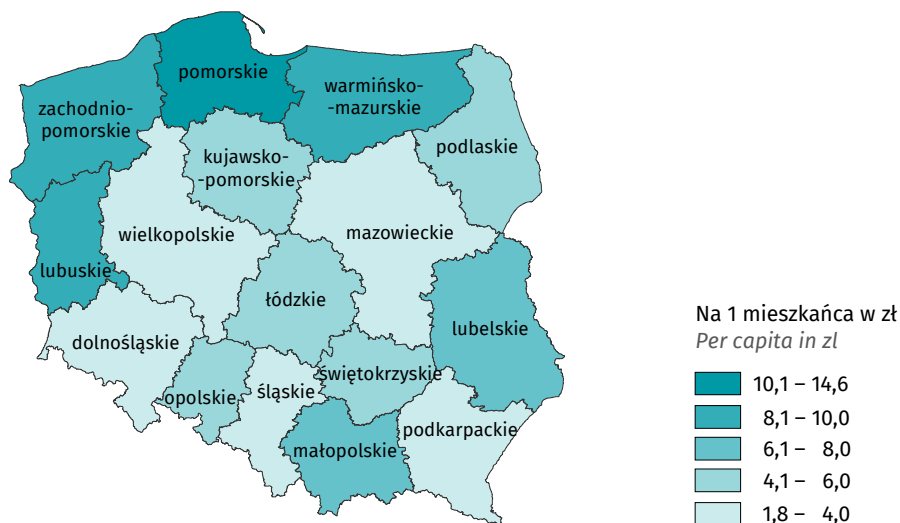 pomorskie
warmińsko-
-mazurskie
zachodnio-
pomorskie
podlaskie
kujawsko-
-pomorskie
wielkopolskie
mazowieckie
lubuskie
łódzkie
lubelskie
dolnośląskie
świętokrzyskie
opolskie
śląskie
podkarpackie
małopolskie
Na 1 mieszkańca w zł
Per capita in zl
10,1 – 14,6
8,1 – 10,0
6,1 – 8,0
4,1 – 6,0
1,8 – 4,0